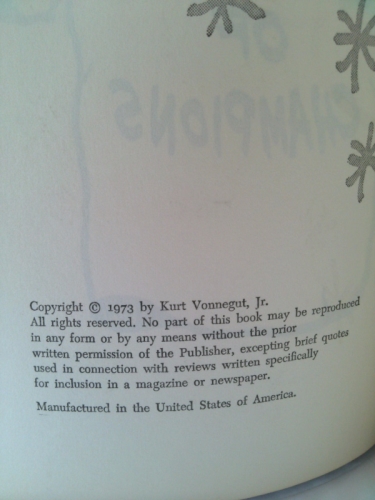 OF
CHAMPIONS
Copyright © 1973 by Kurt Vonnegut, Jr.
All rights reserved. No part of this book may be reproduced
in any form or by any means without the prior
written permission of the Publisher, excepting brief quotes
used in connection with reviews written specifically
for inclusion in a magazine or newspaper.
Manufactured in the United States of America.